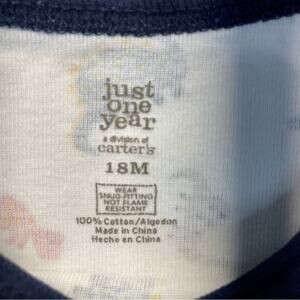 just
one
year
a division of
carter's
18M
WEAR
SNUG-FITTING
NOT FLAME
RESISTANT
100% Cotton/Algodon
Made in China
Hecho en China